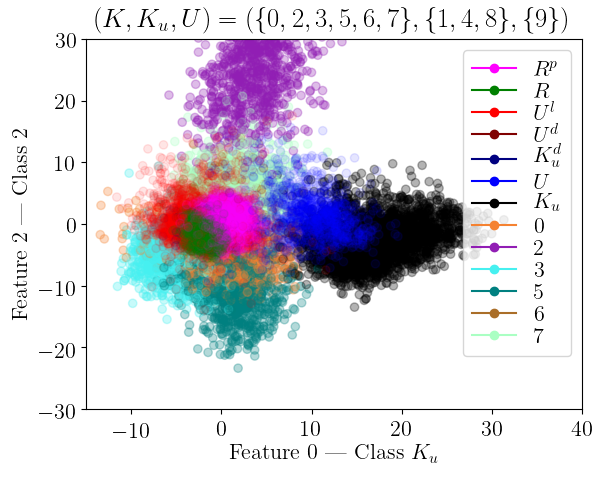 (K, K_u, U) = ({0, 2, 3, 5, 6, 7}, {1, 4, 8}, {9})
30
20
10
0
−10
−20
−30
Feature 2 — Class 2
−10
0
10
20
30
40
Feature 0 — Class K_u
R^p
R
U^l
U^d
K_u^d
U
K_u
0
2
3
5
6
7